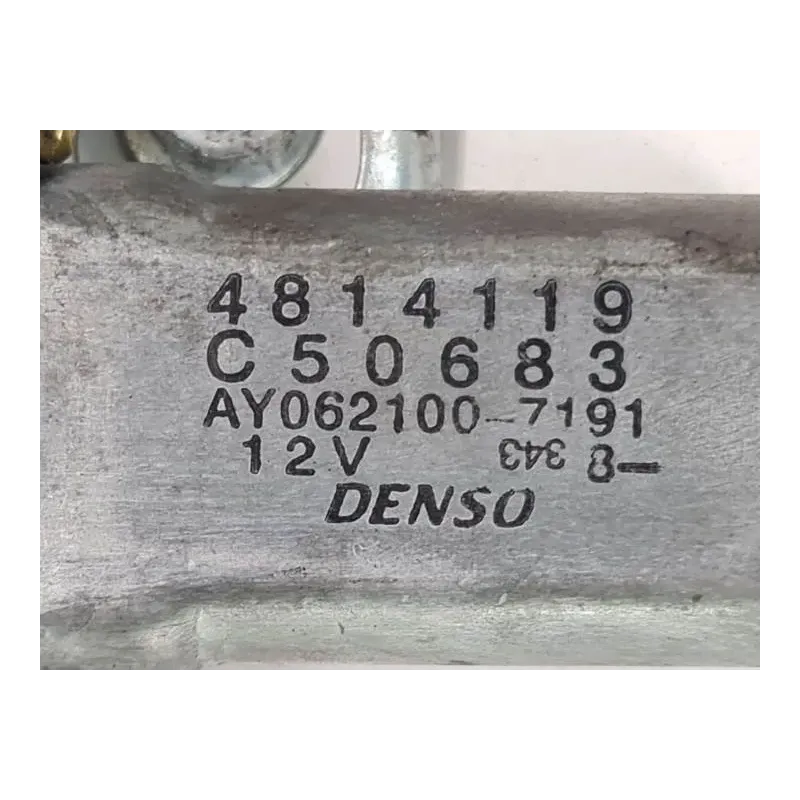 4814119
C50683
AY062100-7191
12V 343 8-
DENSO